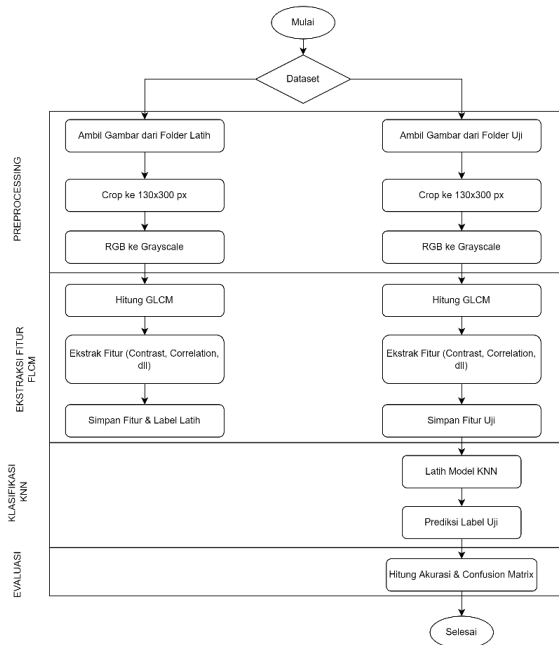 Mulai
Dataset
PREPROCESSING
Ambil Gambar dari Folder Latih
Ambil Gambar dari Folder Uji
Crop ke 130x300 px
Crop ke 130x300 px
RGB ke Grayscale
RGB ke Grayscale
EKSTRAKSI FITUR
FLCM
Hitung GLCM
Hitung GLCM
Ekstrak Fitur (Contrast, Correlation,
dll)
Ekstrak Fitur (Contrast, Correlation,
dll)
Simpan Fitur & Label Latih
Simpan Fitur Uji
KLASIFIKASI
KNN
Latih Model KNN
Prediksi Label Uji
EVALUASI
Hitung Akurasi & Confusion Matrix
Selesai